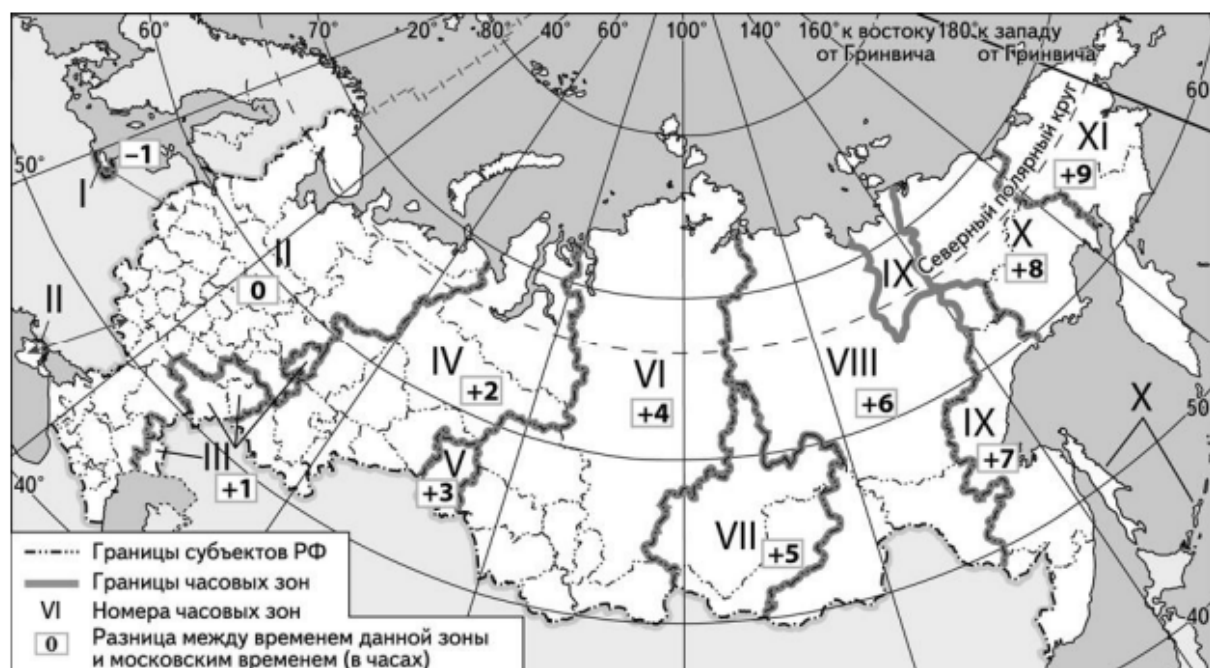 60° 70° 20° 80° 100° 140° 160° к востоку 180° к западу
от Гринвича от Гринвича
60°
50°
−1
I
Северный полярный круг
XI
+9
II
0
IX
X
+8
II
IV
+2
VI
+4
VIII
+6
X
50°
III
+1
V
+3
IX
+7
40°
VII
+5
40°
Границы субъектов РФ
Границы часовых зон
VI Номера часовых зон
0 Разница между временем данной зоны
и московским временем (в часах)